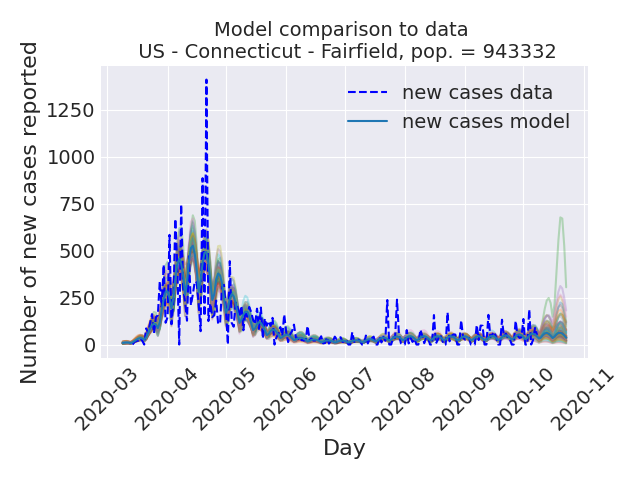 Model comparison to data
US - Connecticut - Fairfield, pop. = 943332
Number of new cases reported
1250
1000
750
500
250
0
new cases data
new cases model
2020-03
2020-04
2020-05
2020-06
2020-07
2020-08
2020-09
2020-10
2020-11
Day